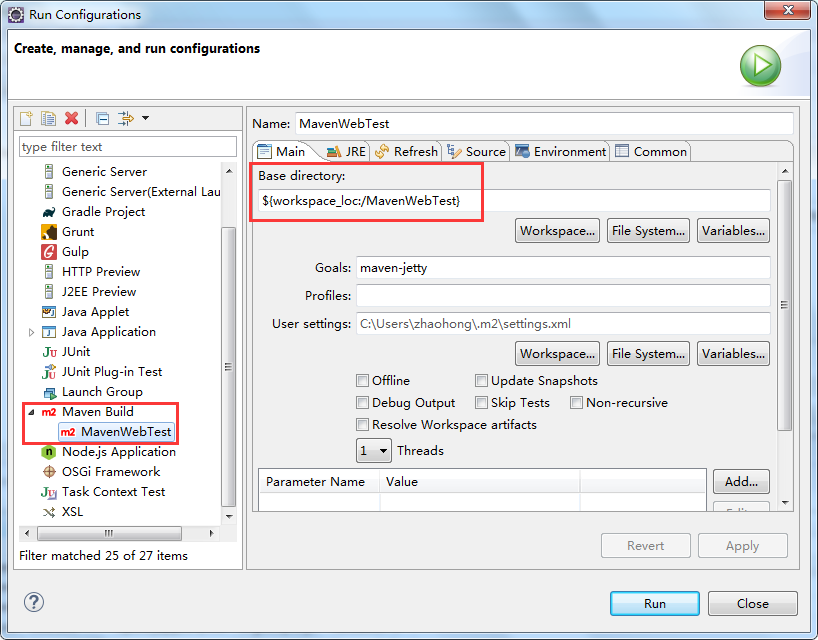 Run Configurations
Create, manage, and run configurations
type filter text
Generic Server
Generic Server(External Lau
Gradle Project
Grunt
Gulp
HTTP Preview
J2EE Preview
Java Applet
Java Application
JUnit
JUnit Plug-in Test
Launch Group
Maven Build
MavenWebTest
Node.js Application
OSGi Framework
Task Context Test
XSL
Filter matched 25 of 27 items
Name: MavenWebTest
Main JRE Refresh Source Environment Common
Base directory:
${workspace_loc:/MavenWebTest}
Workspace... File System... Variables...
Goals: maven-jetty
Profiles:
User settings: C:\Users\zhaohong\.m2\settings.xml
Workspace... File System... Variables...
Offline Update Snapshots
Debug Output Skip Tests Non-recursive
Resolve Workspace artifacts
1 Threads
Parameter Name Value Add...
Revert Apply
Run Close